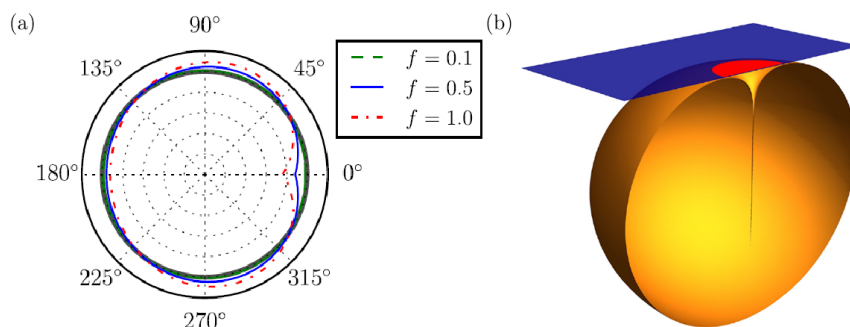 (a)
90°
135°
45°
180°
0°
225°
315°
270°
f = 0.1
f = 0.5
f = 1.0
(b)